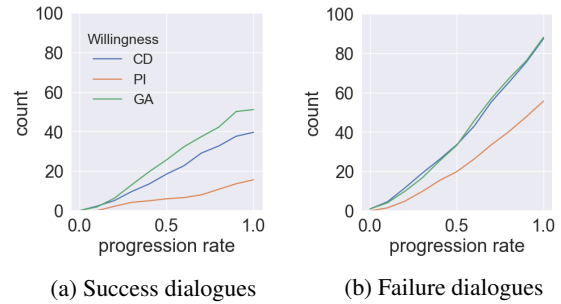 100
80
60
40
20
0
count
Willingness
CD
PI
GA
0.0 0.5 1.0
progression rate
(a) Success dialogues
100
80
60
40
20
0
count
0.0 0.5 1.0
progression rate
(b) Failure dialogues